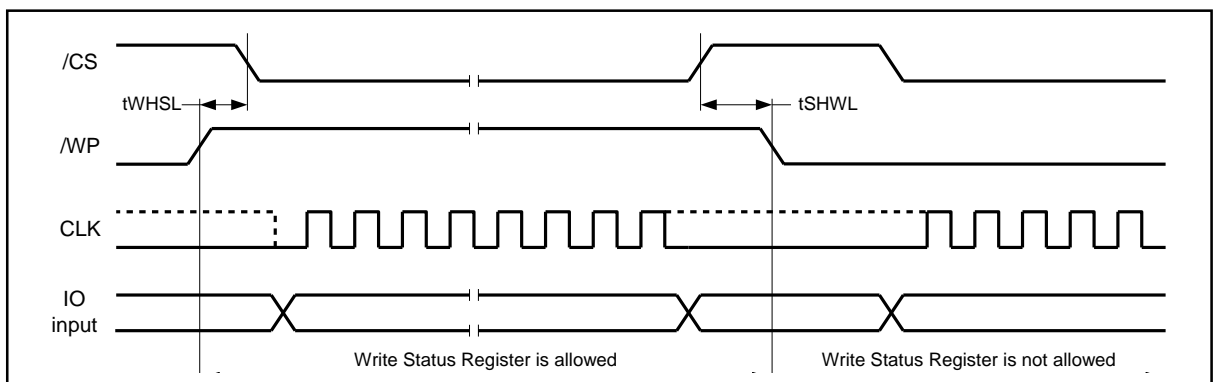 /CS
tWHSL
tSHWL
/WP
CLK
IO
input
Write Status Register is allowed
Write Status Register is not allowed